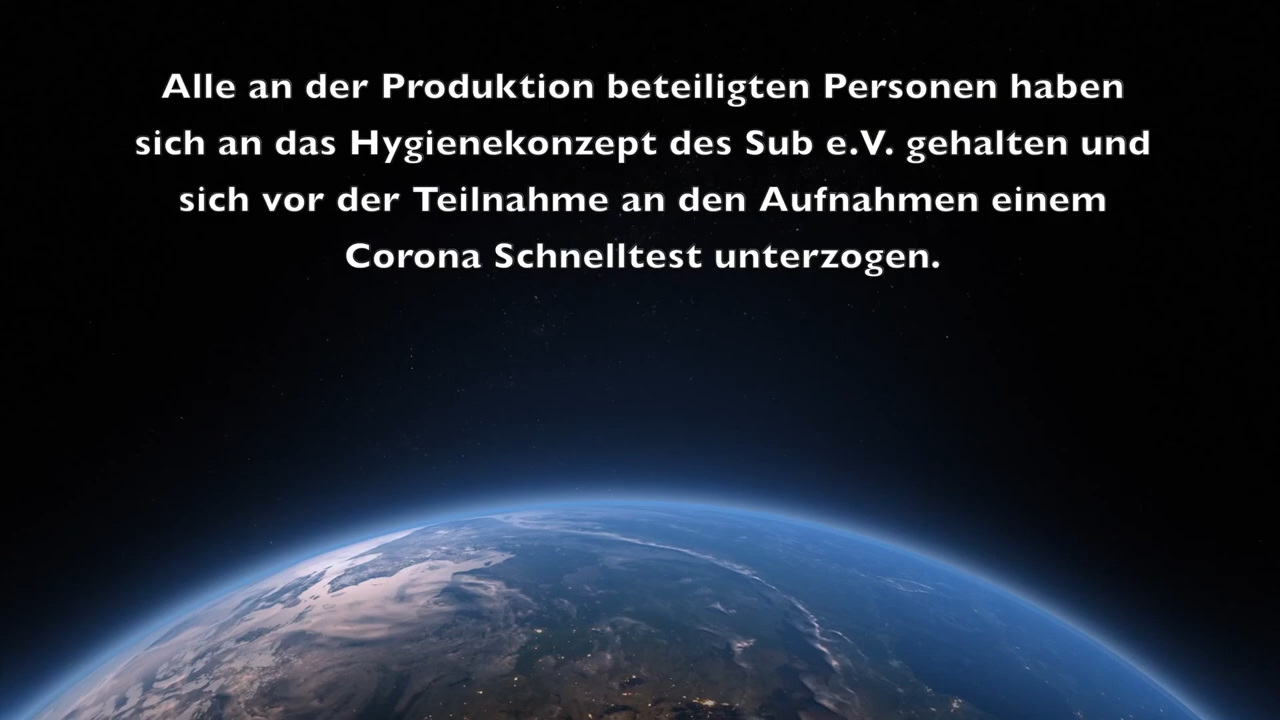 Alle an der Produktion beteiligten Personen haben
sich an das Hygienekonzept des Sub e.V. gehalten und
sich vor der Teilnahme an den Aufnahmen einem
Corona Schnelltest unterzogen.